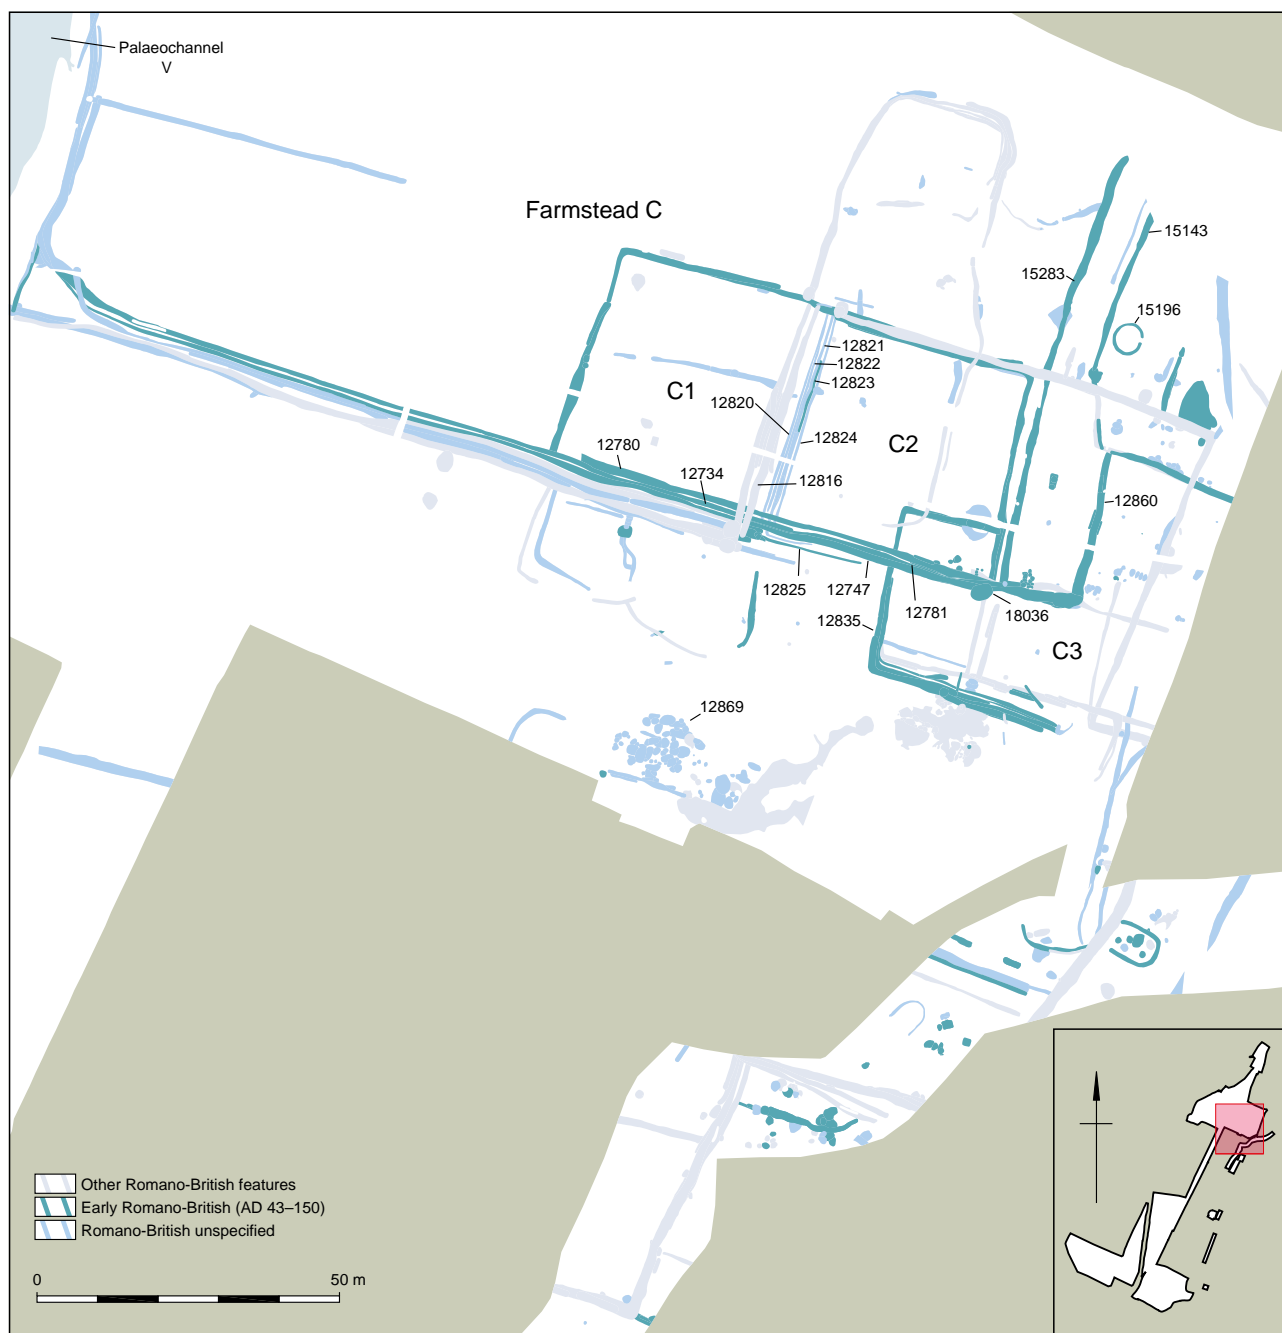 Palaeochannel
V
Farmstead C
15143
15283
15196
12821
12822
12823
C1
12820
12824
C2
12780
12734
12816
12860
12825
12747
12781
18036
12835
C3
12869
Other Romano-British features
Early Romano-British (AD 43–150)
Romano-British unspecified
0 50 m